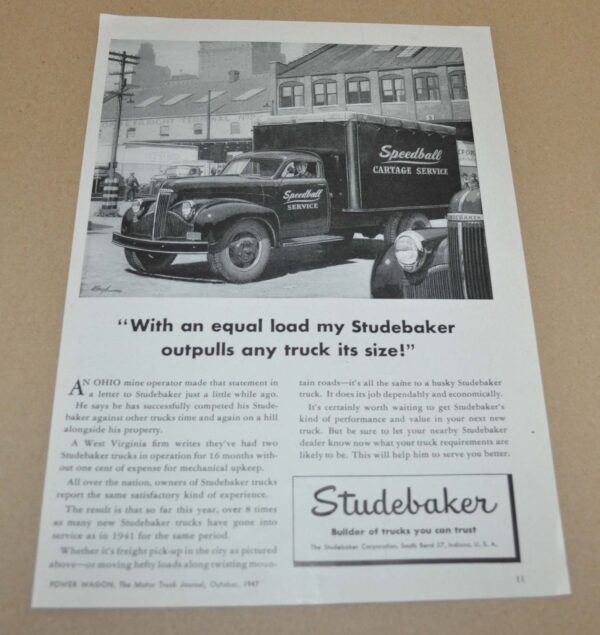 Speedball
CARTAGE SERVICE
Speedball
SERVICE
"With an equal load my Studebaker
outpulls any truck its size!"
AN OHIO mine operator made that statement in
a letter to Studebaker just a little while ago.
He says he has successfully competed his Stude-
baker against other trucks time and again on a hill
alongside his property.
A West Virginia firm writes they've had two
Studebaker trucks in operation for 16 months with-
out one cent of expense for mechanical upkeep.
All over the nation, owners of Studebaker trucks
report the same satisfactory kind of experience.
The result is that so far this year, over 8 times
as many new Studebaker trucks have gone into
service as in 1941 for the same period.
Whether it's freight pick-up in the city as pictured
above—or moving hefty loads along twisting moun-
tain roads—it's all the same to a husky Studebaker
truck. It does its job dependably and economically.
It's certainly worth waiting to get Studebaker's
kind of performance and value in your next new
truck. But be sure to let your nearby Studebaker
dealer know now what your truck requirements are
likely to be. This will help him to serve you better.
Studebaker
Builder of trucks you can trust
The Studebaker Corporation, South Bend 27, Indiana, U. S. A.
POWER WAGON, The Motor Truck Journal, October, 1947
11